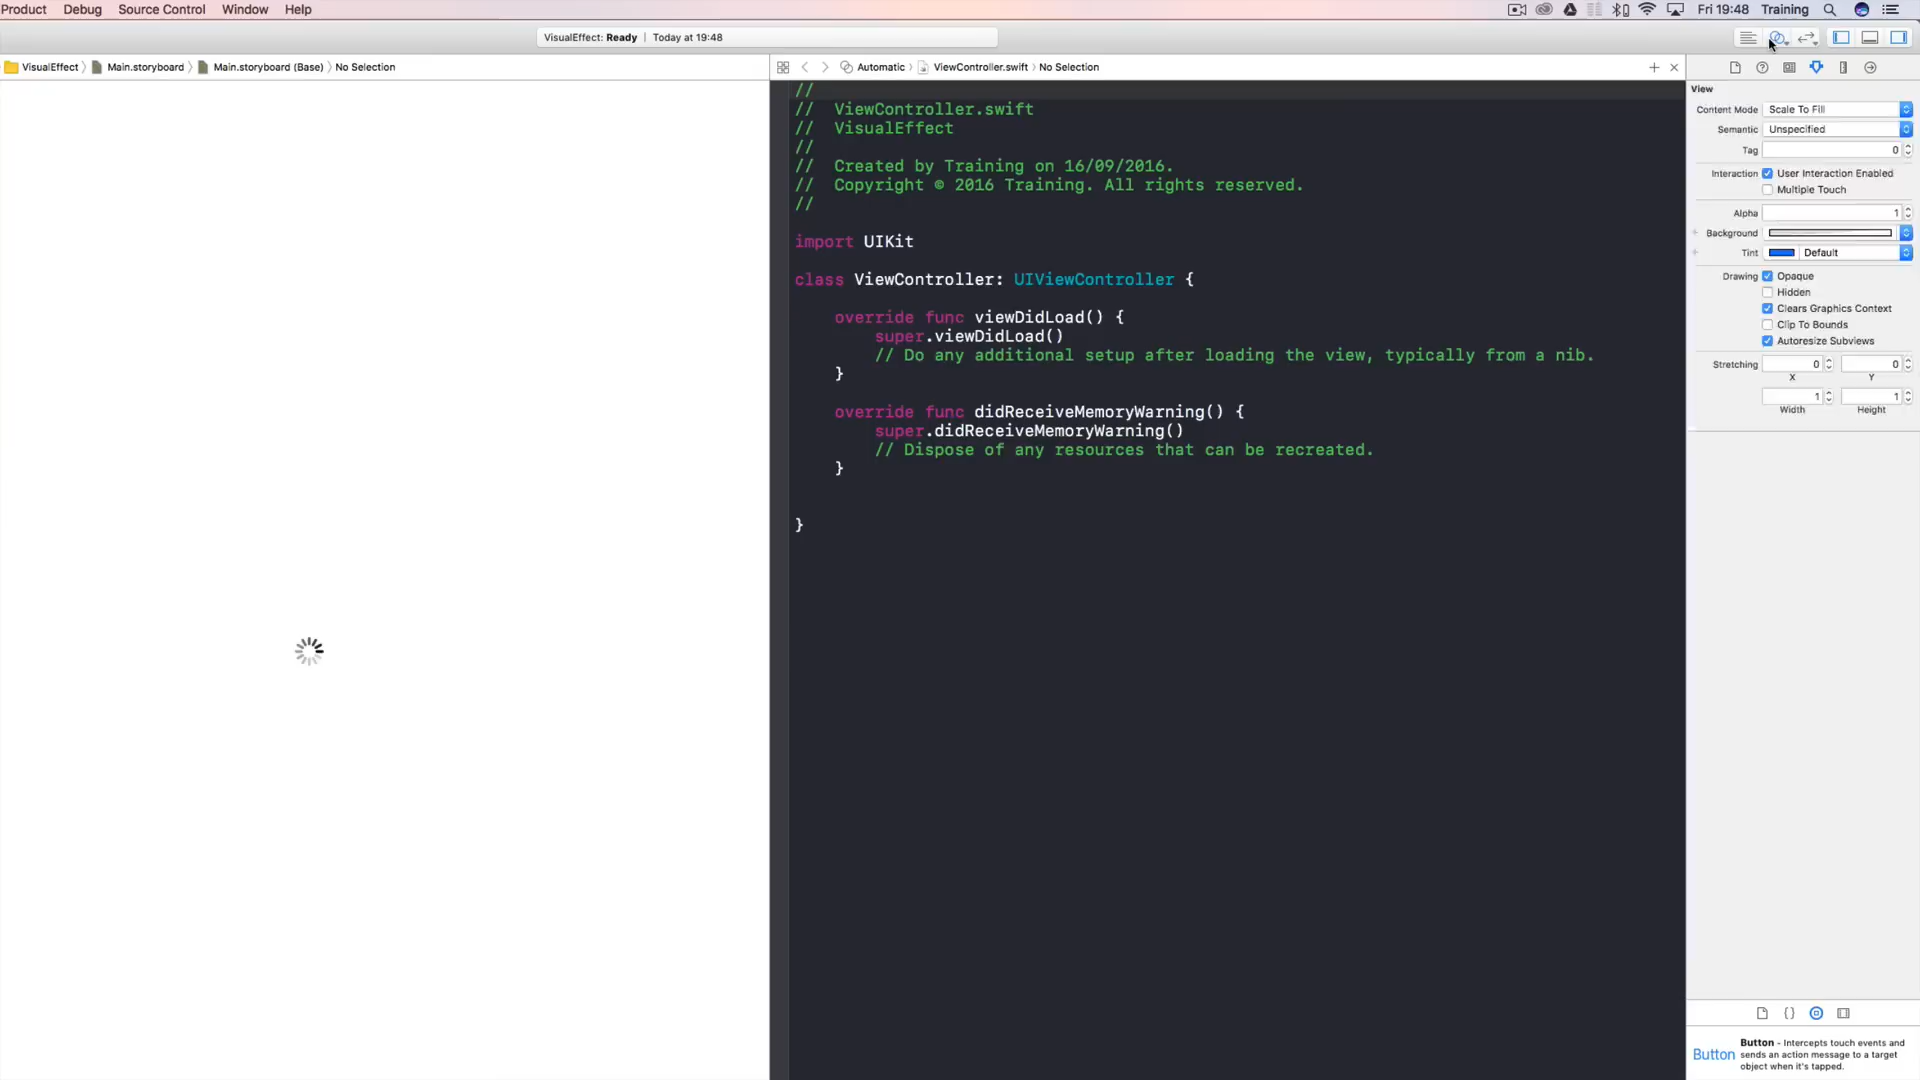 Product Debug Source Control Window Help Fri 19:48 Training
VisualEffect: Ready | Today at 19:48
VisualEffect Main.storyboard Main.storyboard (Base) No Selection
Automatic ViewController.swift No Selection
//
// ViewController.swift
// VisualEffect
//
// Created by Training on 16/09/2016.
// Copyright © 2016 Training. All rights reserved.
//
import UIKit
class ViewController: UIViewController {
override func viewDidLoad() {
super.viewDidLoad()
// Do any additional setup after loading the view, typically from a nib.
}
override func didReceiveMemoryWarning() {
super.didReceiveMemoryWarning()
// Dispose of any resources that can be recreated.
}
}
View
Content Mode Scale To Fill
Semantic Unspecified
Tag 0
Interaction User Interaction Enabled
Multiple Touch
Alpha 1
Background
Tint Default
Drawing Opaque
Hidden
Clears Graphics Context
Clip To Bounds
Autoresize Subviews
Stretching 0 0
X Y
1 1
Width Height
{}
Button Button - Intercepts touch events and
sends an action message to a target
object when it's tapped.